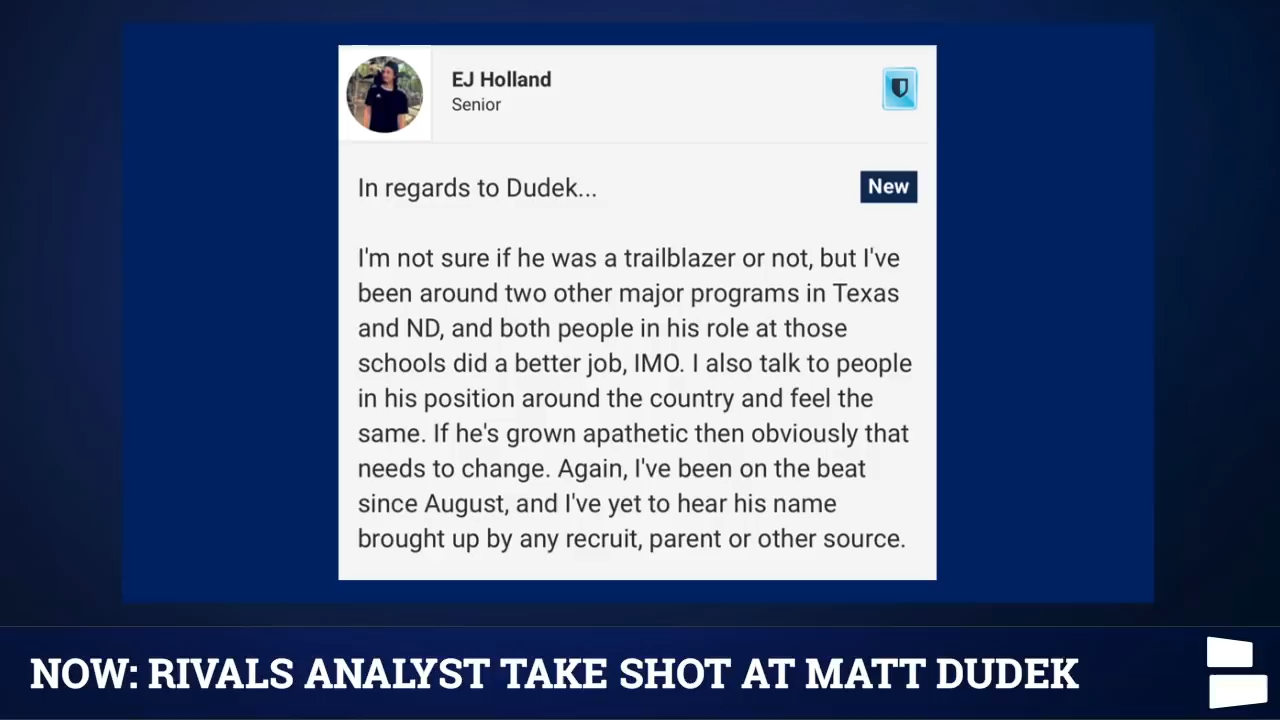 EJ Holland
Senior
In regards to Dudek...
New
I'm not sure if he was a trailblazer or not, but I've
been around two other major programs in Texas
and ND, and both people in his role at those
schools did a better job, IMO. I also talk to people
in his position around the country and feel the
same. If he's grown apathetic then obviously that
needs to change. Again, I've been on the beat
since August, and I've yet to hear his name
brought up by any recruit, parent or other source.
NOW: RIVALS ANALYST TAKE SHOT AT MATT DUDEK